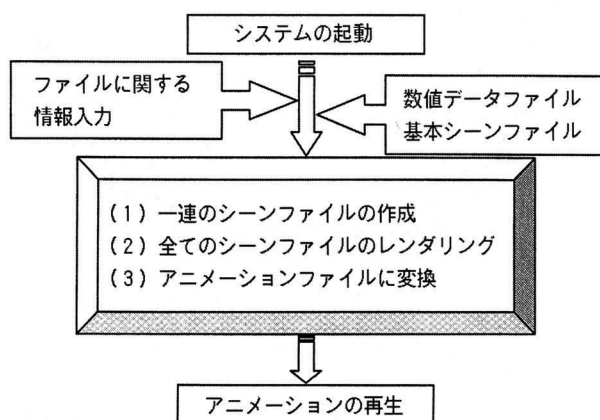 システムの起動
ファイルに関する
情報入力
数値データファイル
基本シーンファイル
(1) 一連のシーンファイルの作成
(2) 全てのシーンファイルのレンダリング
(3) アニメーションファイルに変換
アニメーションの再生